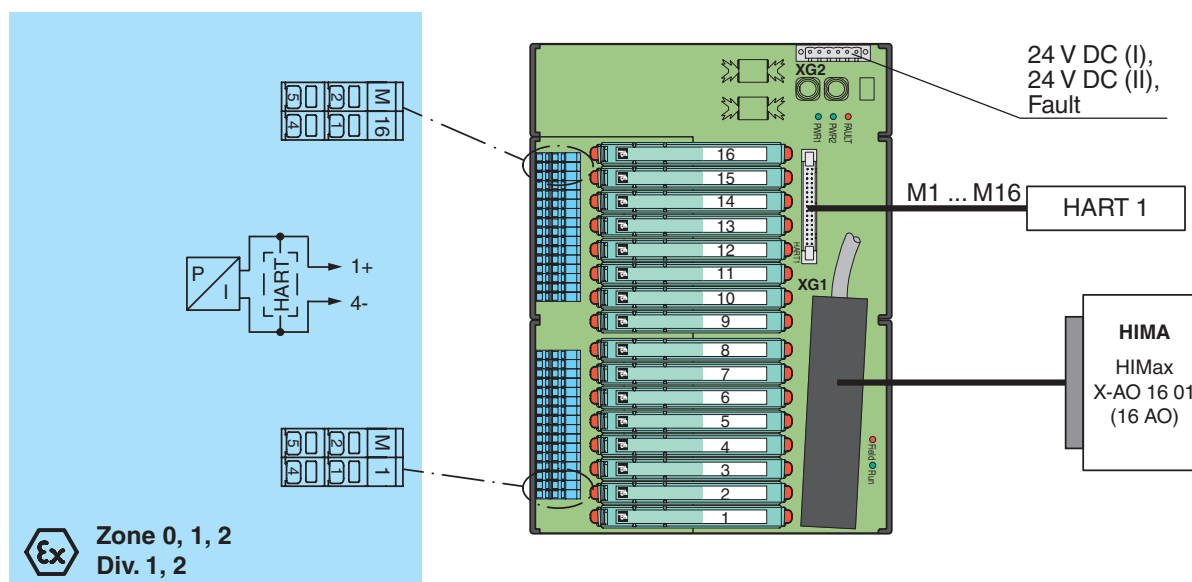 24 V DC (I),
24 V DC (II),
Fault
XG2
PWR1
PWR2
FAULT
5 2 M
4 1 16
16
15
14
13
12
11
10
9
8
7
6
5
4
3
2
1
HART1
M1 ... M16
HART 1
P
I
HART
1+
4-
XG1
HIMA
HIMax
X-AO 16 01
(16 AO)
Field
Run
5 2 M
4 1 1
Ex
Zone 0, 1, 2
Div. 1, 2